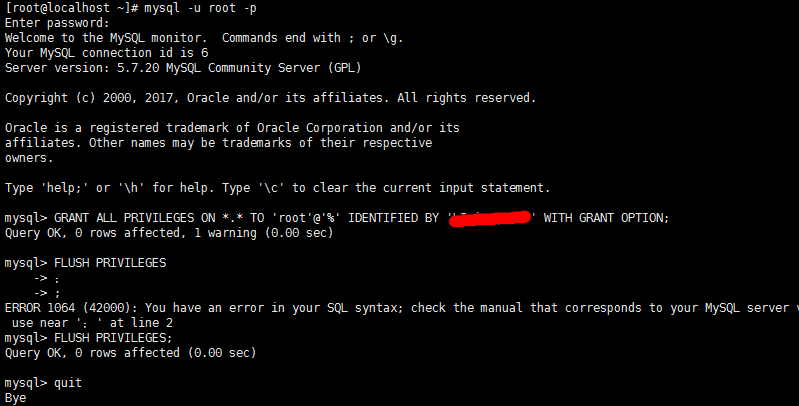 [root@localhost ~]# mysql -u root -p
Enter password:
Welcome to the MySQL monitor.  Commands end with ; or \g.
Your MySQL connection id is 6
Server version: 5.7.20 MySQL Community Server (GPL)

Copyright (c) 2000, 2017, Oracle and/or its affiliates. All rights reserved.

Oracle is a registered trademark of Oracle Corporation and/or its
affiliates. Other names may be trademarks of their respective
owners.

Type 'help;' or '\h' for help. Type '\c' to clear the current input statement.

mysql> GRANT ALL PRIVILEGES ON *.* TO 'root'@'%' IDENTIFIED BY '' WITH GRANT OPTION;
Query OK, 0 rows affected, 1 warning (0.00 sec)

mysql> FLUSH PRIVILEGES
    -> ；
    -> ;
ERROR 1064 (42000): You have an error in your SQL syntax; check the manual that corresponds to your MySQL server
 use near '；' at line 2
mysql> FLUSH PRIVILEGES;
Query OK, 0 rows affected (0.00 sec)

mysql> quit
Bye